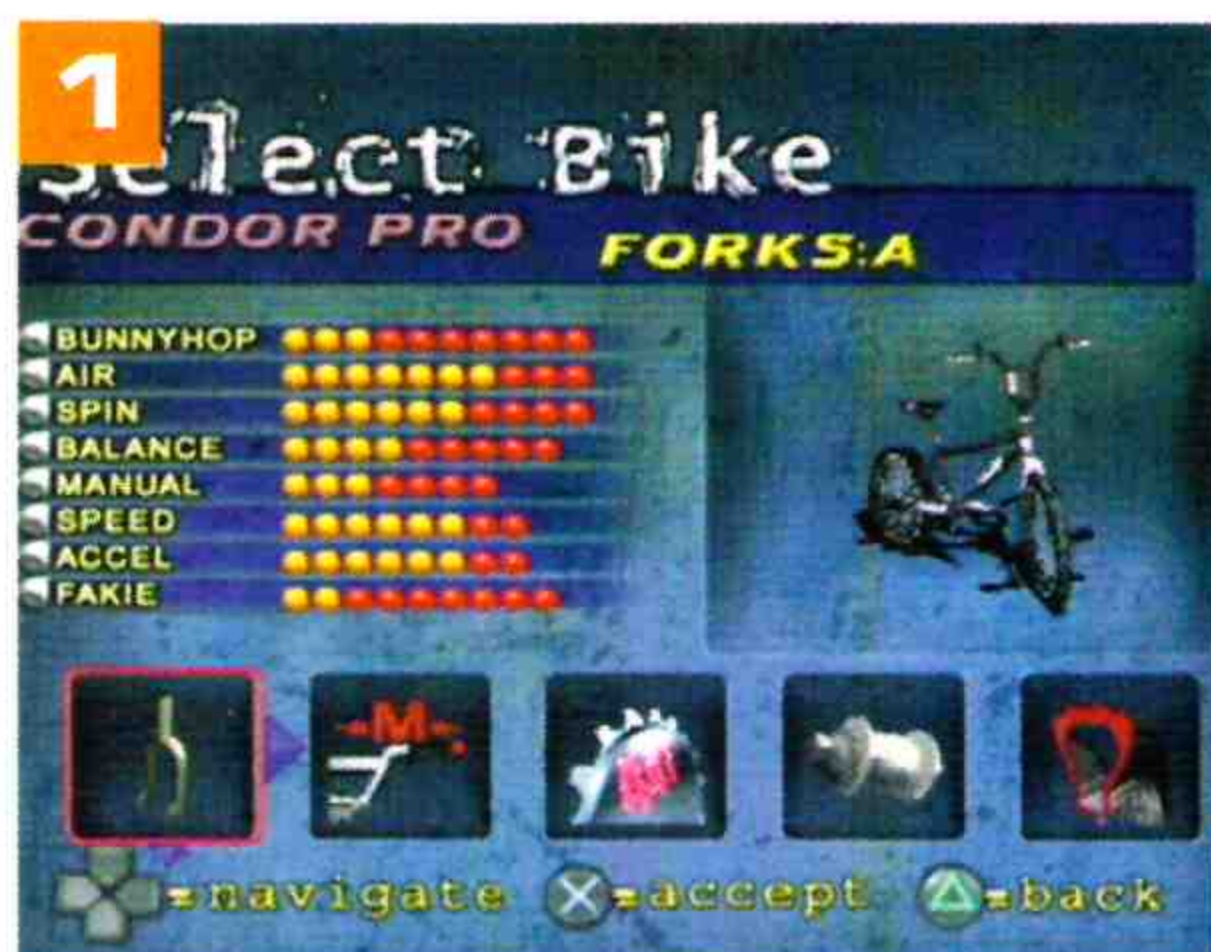 1
Select Bike
CONDOR PRO FORKS:A
BUNNYHOP
AIR
SPIN
BALANCE
MANUAL
SPEED
ACCEL
FAKIE
M
=navigate X=accept =back